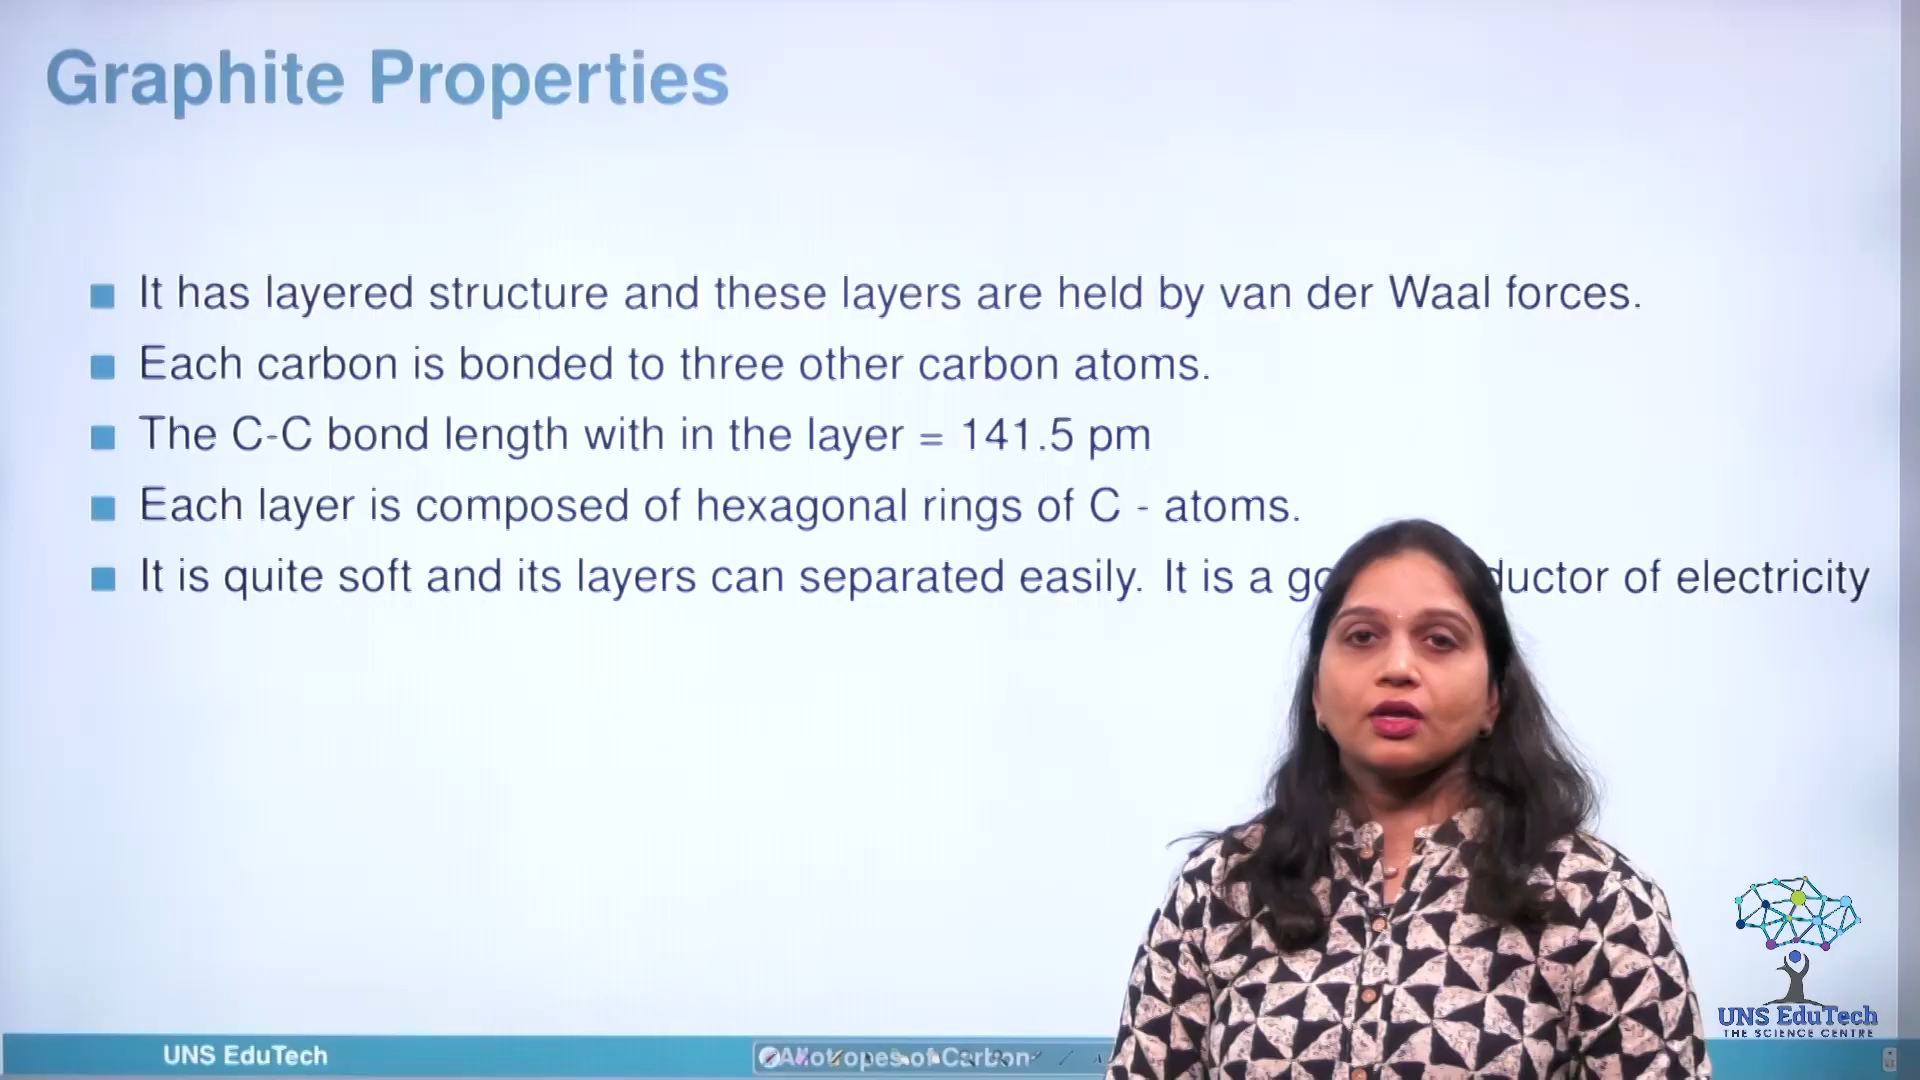 Graphite Properties
It has layered structure and these layers are held by van der Waal forces.
Each carbon is bonded to three other carbon atoms.
The C-C bond length with in the layer = 141.5 pm
Each layer is composed of hexagonal rings of C - atoms.
It is quite soft and its layers can separated easily. It is a of electricity
UNS EduTech
THE SCIENCE CENTRE
UNS EduTech
Allotropes of Carbon